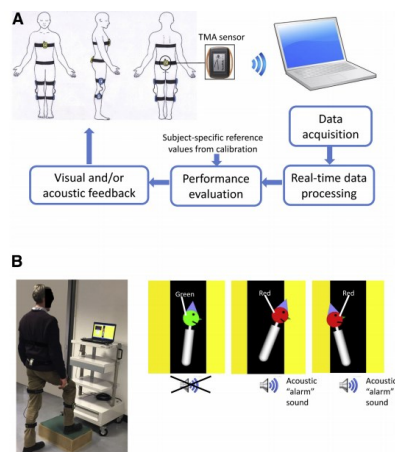 A
TMA sensor
Data
acquisition
Subject-specific reference
values from calibration
Visual and/or
acoustic feedback
Performance
evaluation
Real-time data
processing
B
Green
Red
Red
Acoustic
"alarm"
sound
Acoustic
"alarm"
sound